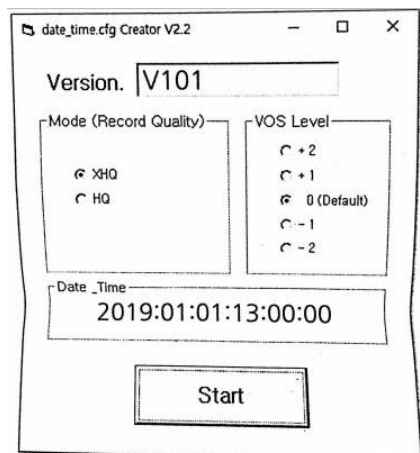 date_time.cfg Creator V2.2
Version. V101
Mode (Record Quality)
XHQ
HQ
VOS Level
+ 2
+ 1
0 (Default)
- 1
- 2
Date _Time
2019:01:01:13:00:00
Start